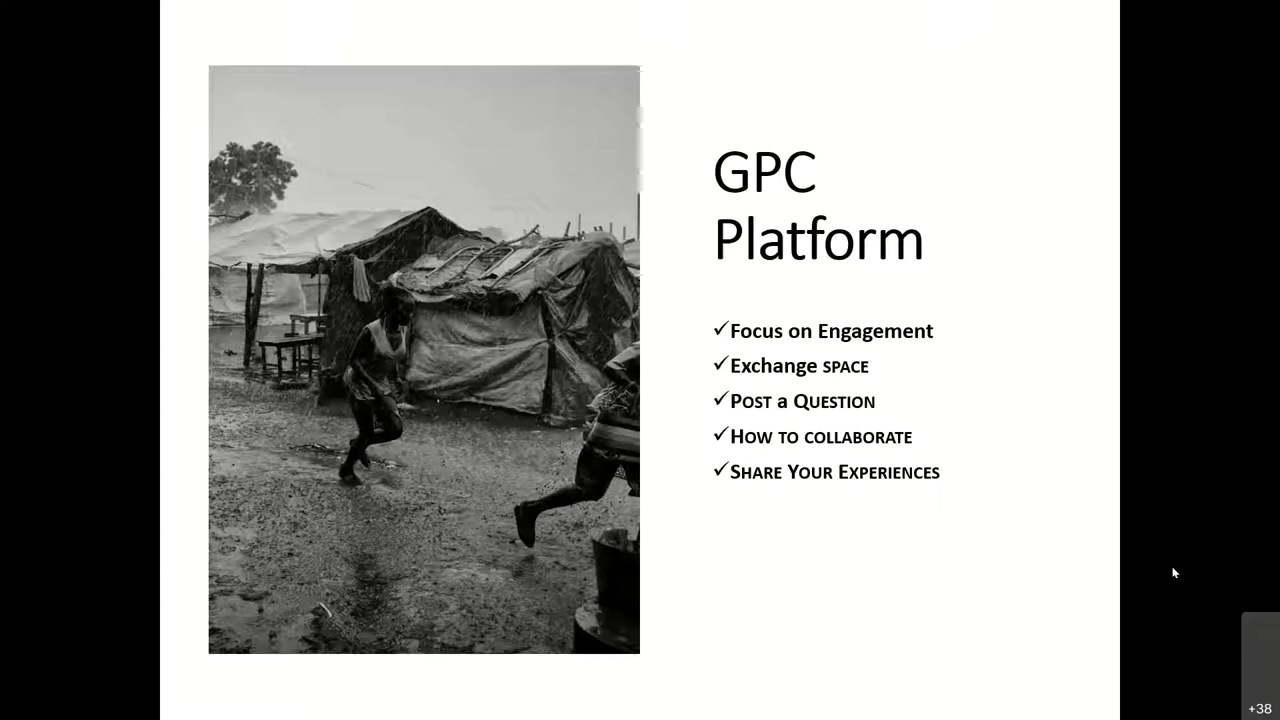 GPC
Platform
✓Focus on Engagement
✓Exchange SPACE
✓POST a QUESTION
✓HOW TO COLLABORATE
✓SHARE YOUR EXPERIENCES
+38